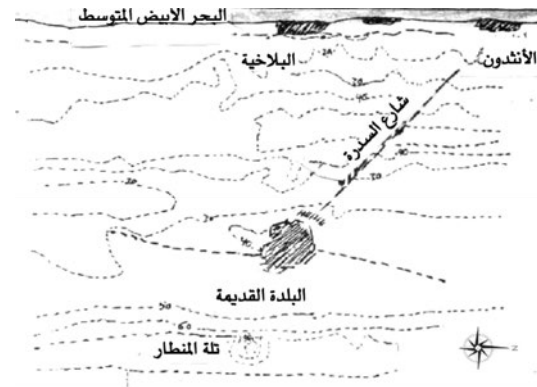 البحر الابيض المتوسط
البلاخية
الأنثدون
شارع السدرة
البلدة القديمة
تلة المنطار
N